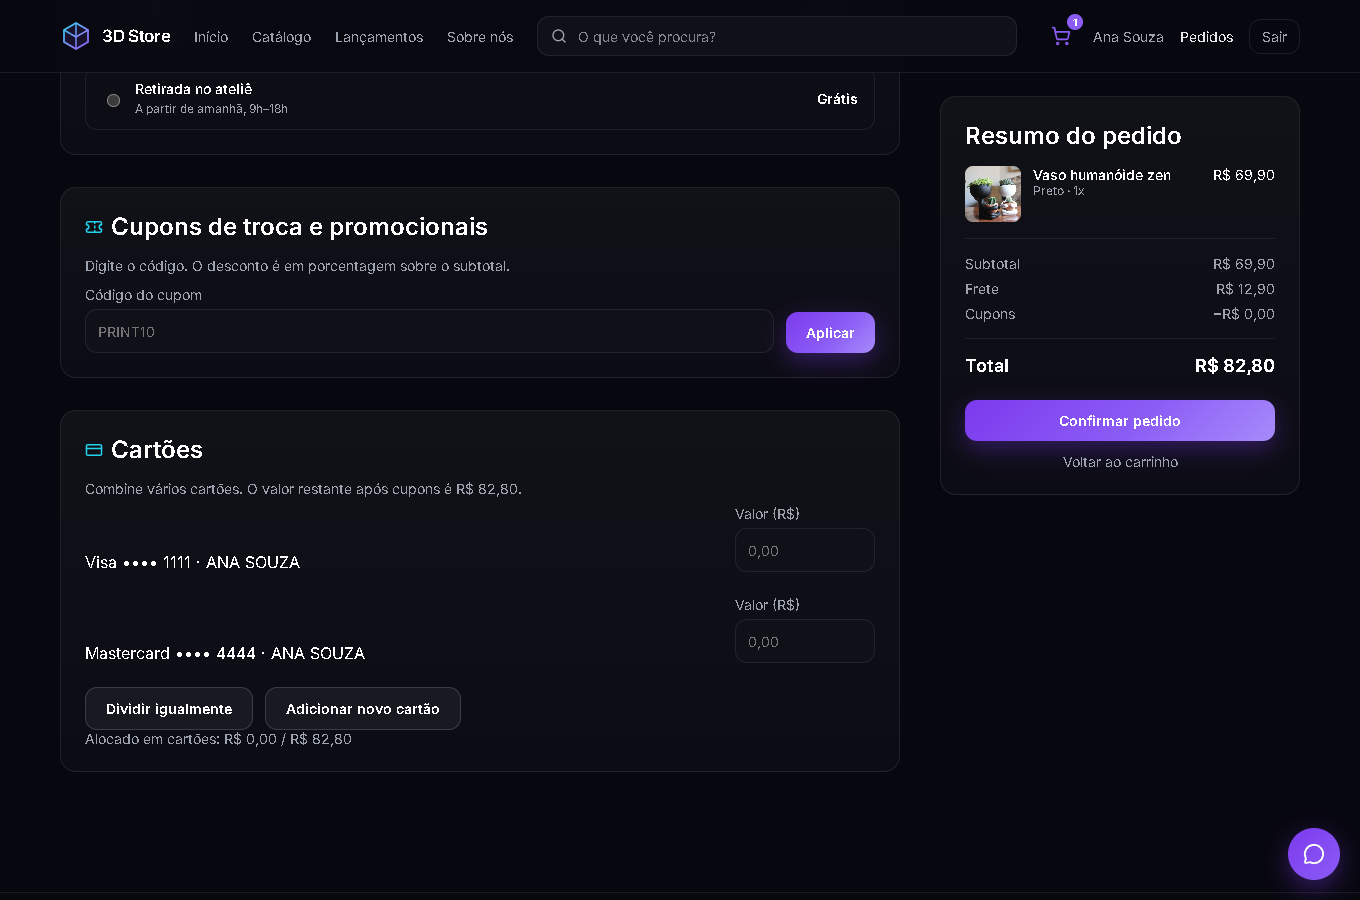 3D Store
Início
Catálogo
Lançamentos
Sobre nós
O que você procura?
1
Ana Souza
Pedidos
Sair
Retirada no ateliê
A partir de amanhã, 9h–18h
Grátis
Cupons de troca e promocionais
Digite o código. O desconto é em porcentagem sobre o subtotal.
Código do cupom
PRINT10
Aplicar
Cartões
Combine vários cartões. O valor restante após cupons é R$ 82,80.
Valor (R$)
0,00
Visa •••• 1111 · ANA SOUZA
Valor (R$)
0,00
Mastercard •••• 4444 · ANA SOUZA
Dividir igualmente
Adicionar novo cartão
Alocado em cartões: R$ 0,00 / R$ 82,80
Resumo do pedido
Vaso humanóide zen
R$ 69,90
Preto · 1x
Subtotal
R$ 69,90
Frete
R$ 12,90
Cupons
−R$ 0,00
Total
R$ 82,80
Confirmar pedido
Voltar ao carrinho